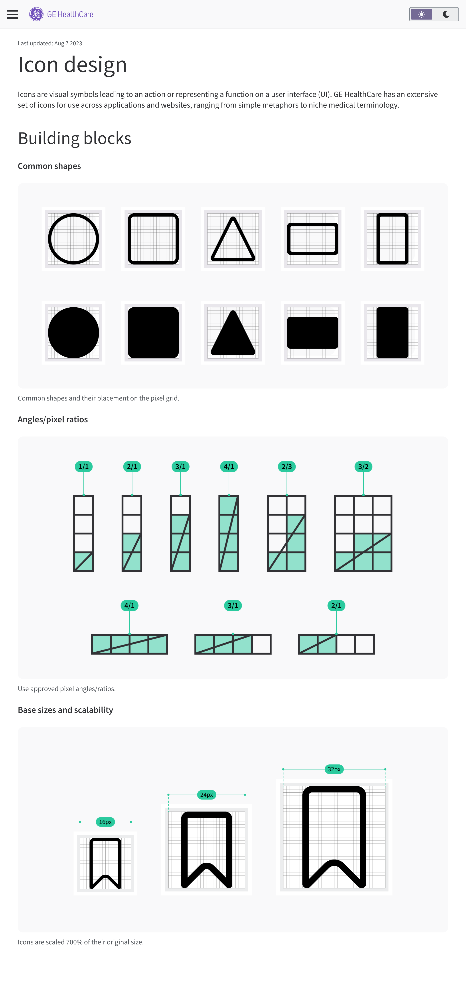 GE HealthCare
Last updated: Aug 7 2023
Icon design
Icons are visual symbols leading to an action or representing a function on a user interface (UI). GE HealthCare has an extensive
set of icons for use across applications and websites, ranging from simple metaphors to niche medical terminology.
Building blocks
Common shapes
Common shapes and their placement on the pixel grid.
Angles/pixel ratios
1/1 2/1 3/1 4/1 2/3 3/2
4/1 3/1 2/1
Use approved pixel angles/ratios.
Base sizes and scalability
32px
24px
16px
Icons are scaled 700% of their original size.